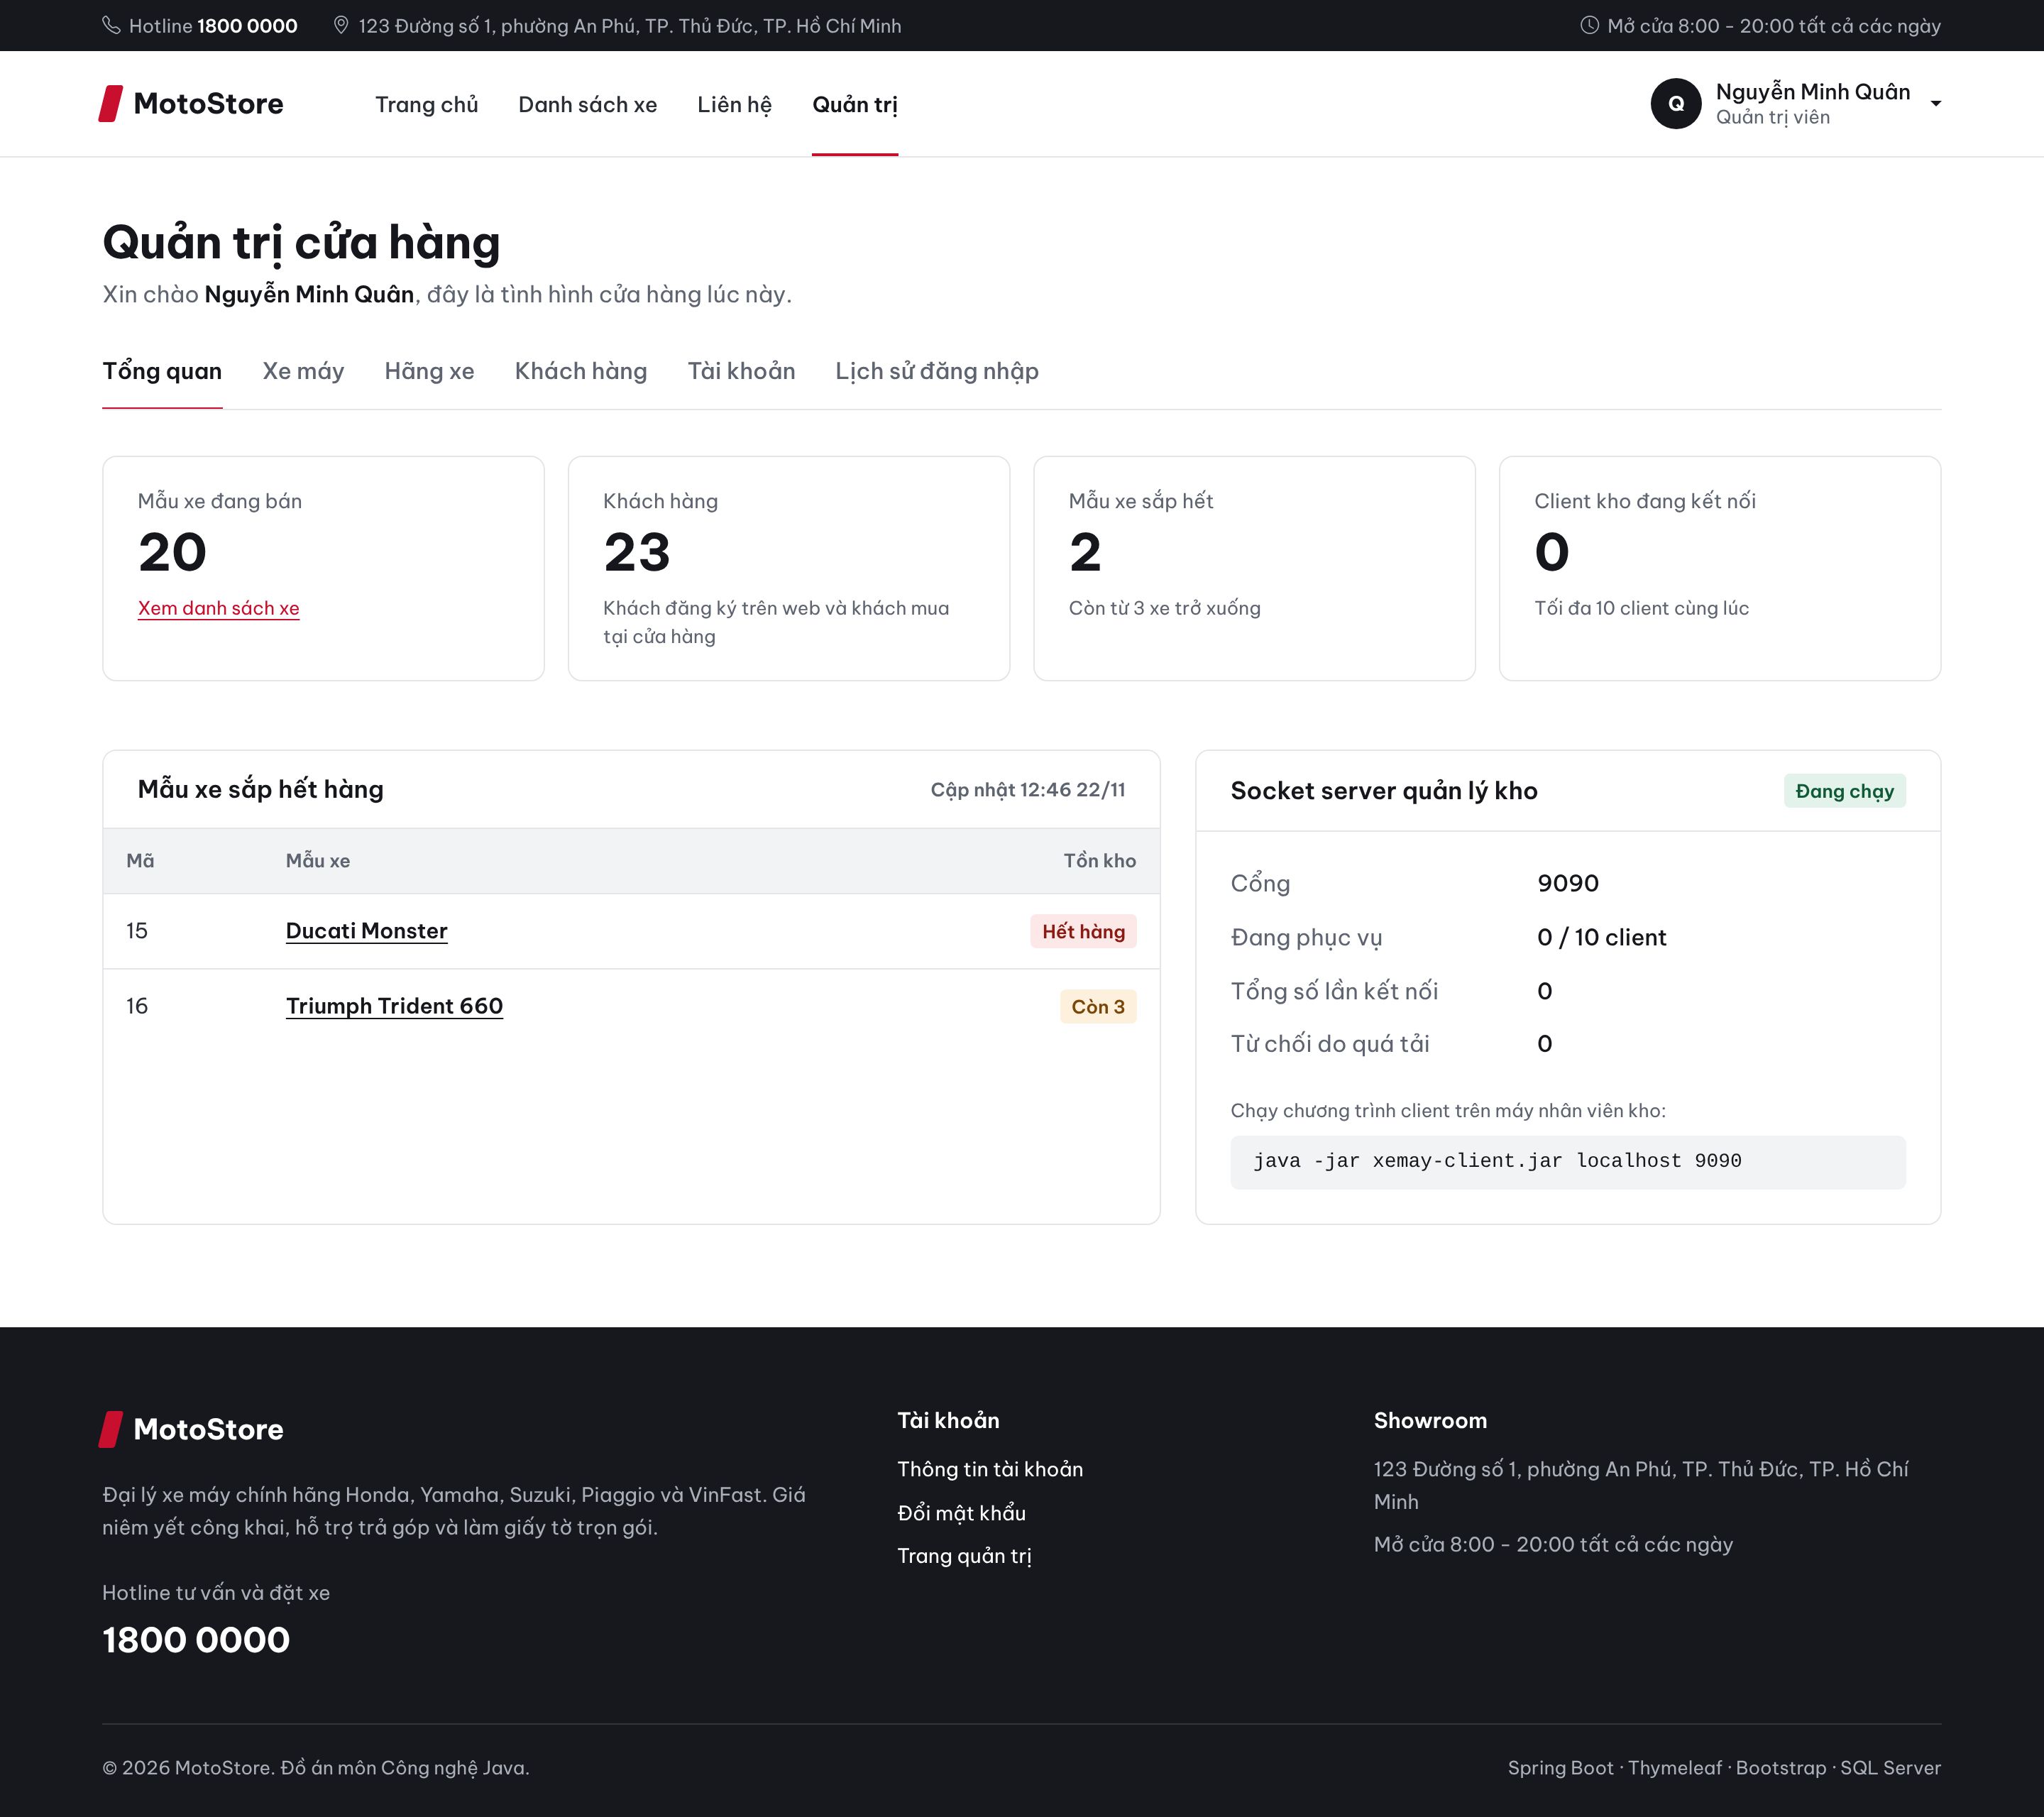 Hotline 1800 0000
123 Đường số 1, phường An Phú, TP. Thủ Đức, TP. Hồ Chí Minh
Mở cửa 8:00 - 20:00 tất cả các ngày
MotoStore
Trang chủ
Danh sách xe
Liên hệ
Quản trị
Q
Nguyễn Minh Quân
Quản trị viên
Quản trị cửa hàng
Xin chào Nguyễn Minh Quân, đây là tình hình cửa hàng lúc này.
Tổng quan
Xe máy
Hãng xe
Khách hàng
Tài khoản
Lịch sử đăng nhập
Mẫu xe đang bán
20
Xem danh sách xe
Khách hàng
23
Khách đăng ký trên web và khách mua
tại cửa hàng
Mẫu xe sắp hết
2
Còn từ 3 xe trở xuống
Client kho đang kết nối
0
Tối đa 10 client cùng lúc
Mẫu xe sắp hết hàng
Cập nhật 12:46 22/11
Mã
Mẫu xe
Tồn kho
15
Ducati Monster
Hết hàng
16
Triumph Trident 660
Còn 3
Socket server quản lý kho
Đang chạy
Cổng
9090
Đang phục vụ
0 / 10 client
Tổng số lần kết nối
0
Từ chối do quá tải
0
Chạy chương trình client trên máy nhân viên kho:
java -jar xemay-client.jar localhost 9090
MotoStore
Đại lý xe máy chính hãng Honda, Yamaha, Suzuki, Piaggio và VinFast. Giá
niêm yết công khai, hỗ trợ trả góp và làm giấy tờ trọn gói.
Hotline tư vấn và đặt xe
1800 0000
Tài khoản
Thông tin tài khoản
Đổi mật khẩu
Trang quản trị
Showroom
123 Đường số 1, phường An Phú, TP. Thủ Đức, TP. Hồ Chí
Minh
Mở cửa 8:00 - 20:00 tất cả các ngày
© 2026 MotoStore. Đồ án môn Công nghệ Java.
Spring Boot · Thymeleaf · Bootstrap · SQL Server